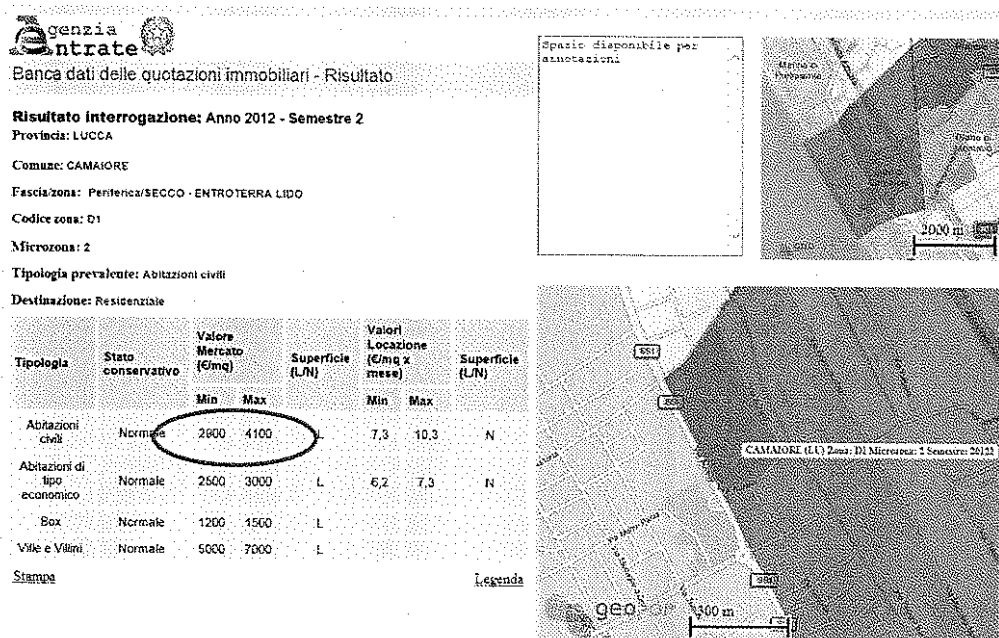 Agenzia
Entrate
Banca dati delle quotazioni immobiliari - Risultato
Risultato interrogazione: Anno 2012 - Semestre 2
Provincia: LUCCA
Comune: CAMAIORE
Fascia/zona: Periferica/SECCO - ENTROTERRA LIDO
Codice zona: D1
Microzona: 2
Tipologia prevalente: Abitazioni civili
Destinazione: Residenziale
Tipologia Stato conservativo Valore Mercato (€/mq) Superficie (L/N) Valori Locazione (€/mq x mese) Superficie (L/N)
Min Max Min Max
Abitazioni civili Normale 2800 4100 L 7,3 10,3 N
Abitazioni di tipo economico Normale 2500 3000 L 6,2 7,3 N
Box Normale 1200 1500 L
Ville e Villini Normale 5000 7000 L
Stampa Legenda
Spazio disponibile per
annotazioni
2000 m
CAMAIORE (LU) Zona: D1 Microzona: 2 Semestre: 20122
geo
300 m